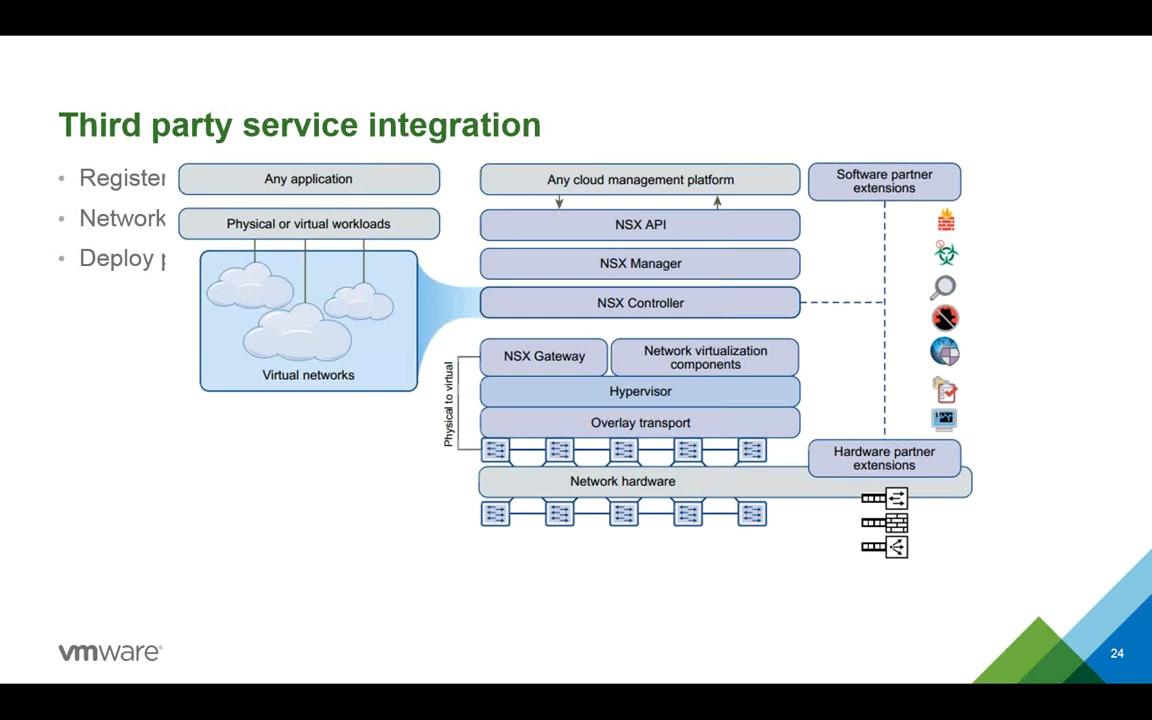 Third party service integration
• Register
• Network
• Deploy
Any application
Physical or virtual workloads
Virtual networks
Any cloud management platform
NSX API
NSX Manager
NSX Controller
Physical to virtual
NSX Gateway
Network virtualization
components
Hypervisor
Overlay transport
Network hardware
Software partner
extensions
Hardware partner
extensions
vmware
24